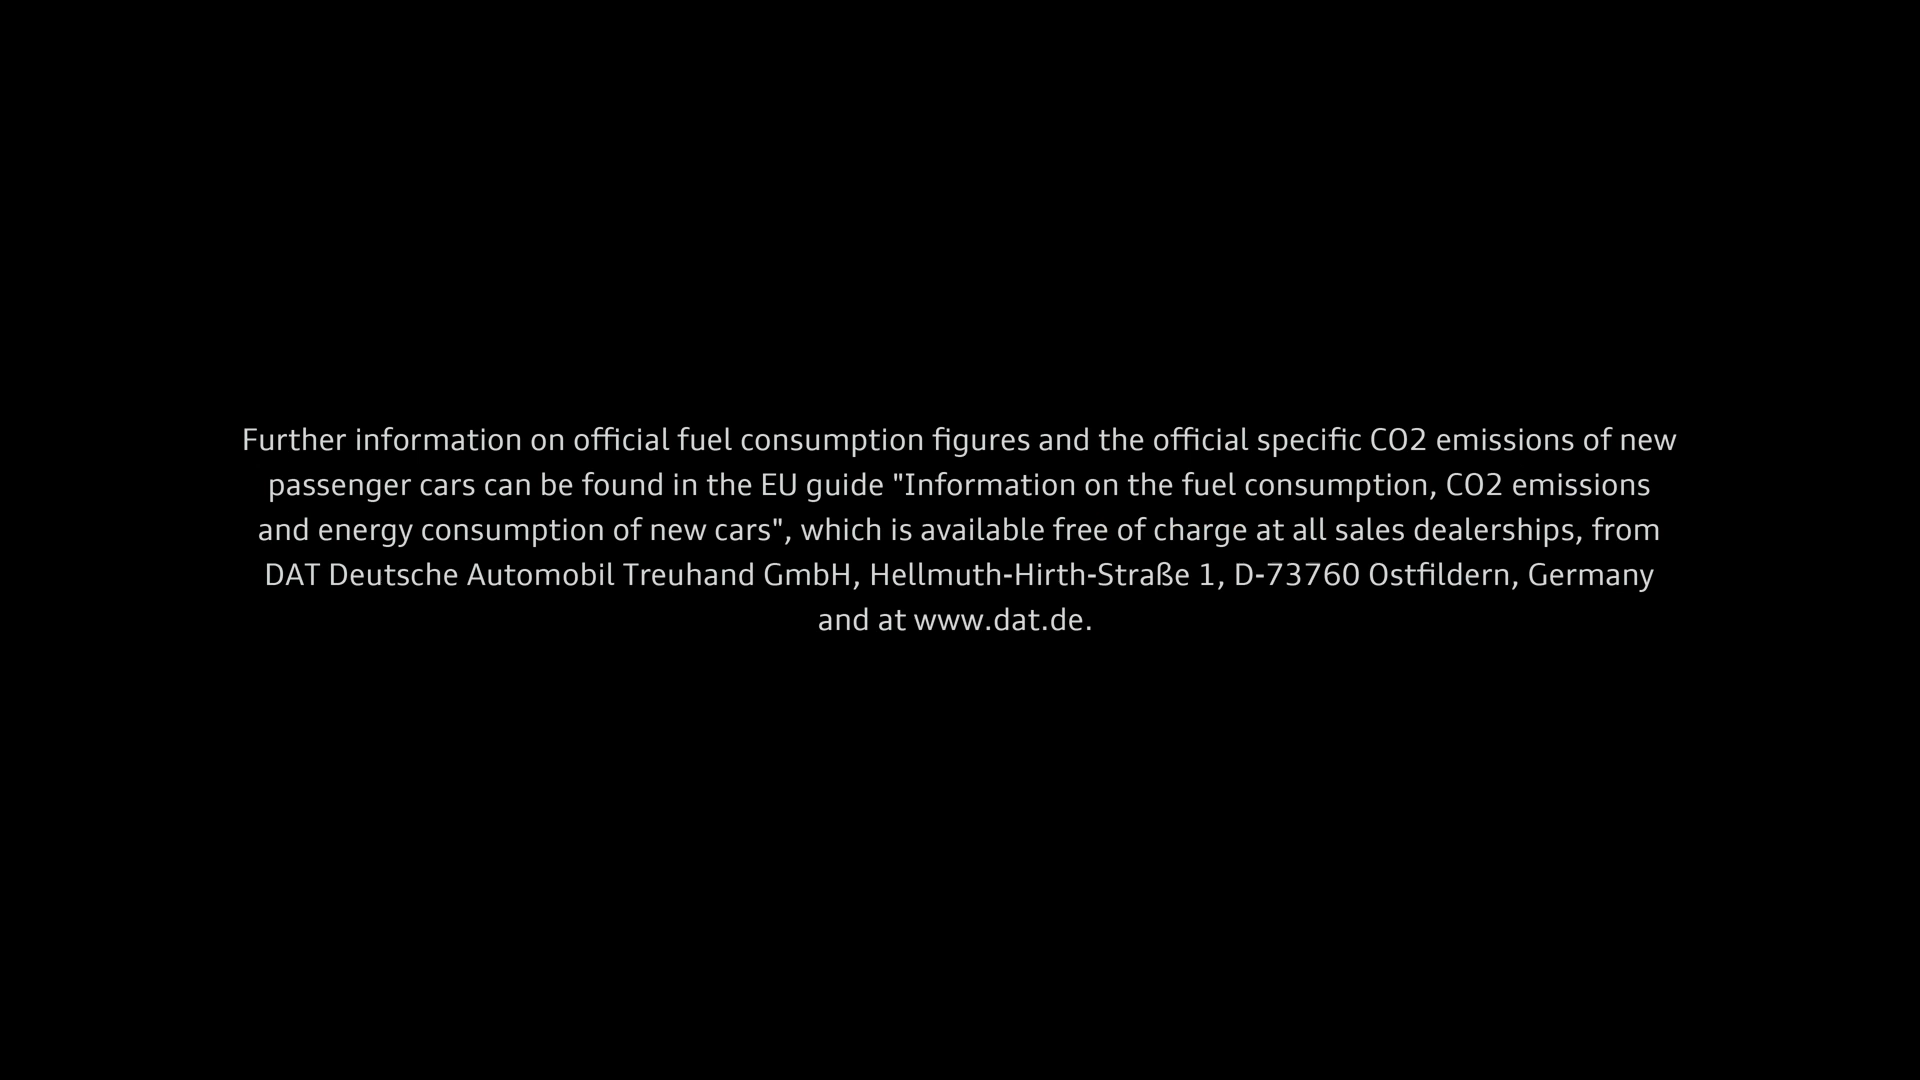 Further information on official fuel consumption figures and the official specific CO2 emissions of new
passenger cars can be found in the EU guide "Information on the fuel consumption, CO2 emissions
and energy consumption of new cars", which is available free of charge at all sales dealerships, from
DAT Deutsche Automobil Treuhand GmbH, Hellmuth-Hirth-Straße 1, D-73760 Ostfildern, Germany
and at www.dat.de.